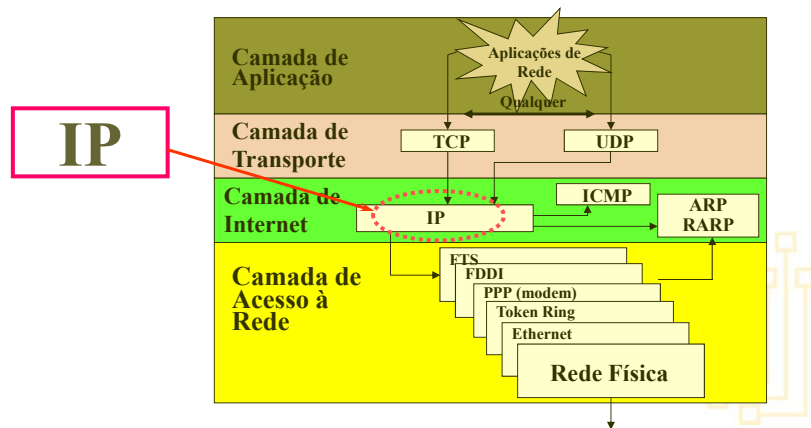 Camada de
Aplicação
Aplicações de
Rede
Qualquer
IP
Camada de
Transporte
TCP
UDP
Camada de
Internet
IP
ICMP
ARP
RARP
Camada de
Acesso à
Rede
FTS
FDDI
PPP (modem)
Token Ring
Ethernet
Rede Física